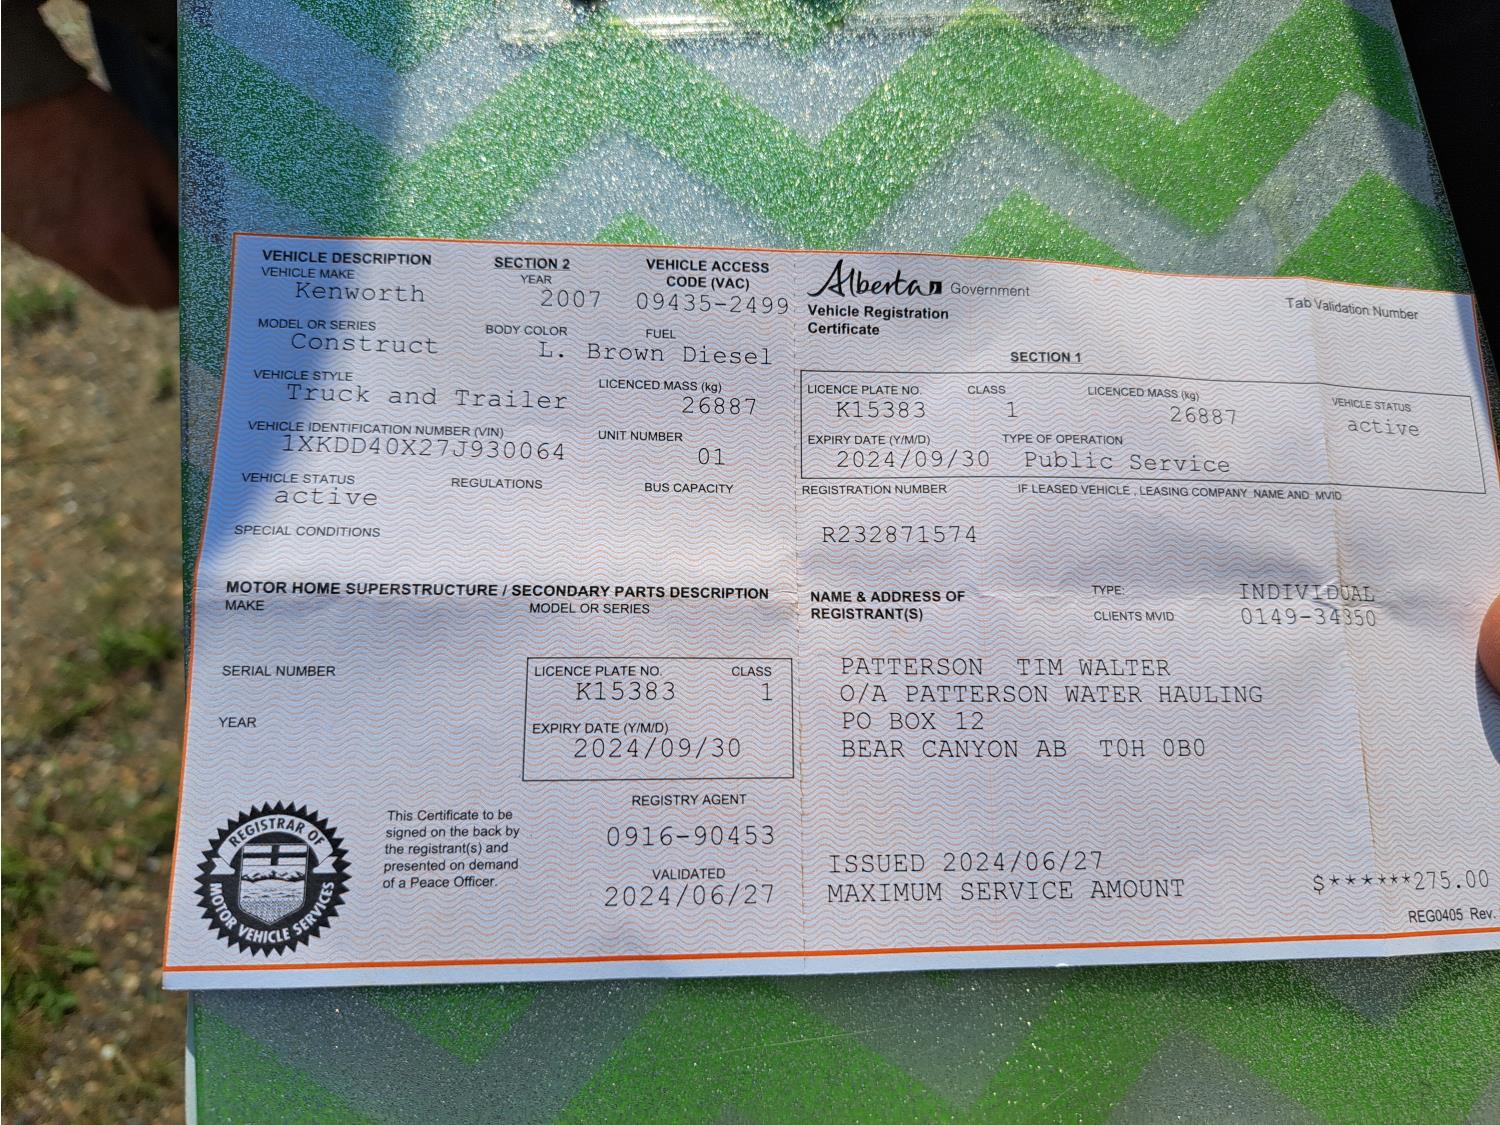 VEHICLE DESCRIPTION SECTION 2 VEHICLE ACCESS
VEHICLE MAKE YEAR CODE (VAC)
Kenworth 2007 09435-2499
MODEL OR SERIES BODY COLOR FUEL
Construct L. Brown Diesel
VEHICLE STYLE LICENCED MASS (kg)
Truck and Trailer 26887
VEHICLE IDENTIFICATION NUMBER (VIN) UNIT NUMBER
1XKDD40X27J930064 01
VEHICLE STATUS REGULATIONS BUS CAPACITY
active
SPECIAL CONDITIONS
MOTOR HOME SUPERSTRUCTURE / SECONDARY PARTS DESCRIPTION
MAKE MODEL OR SERIES
SERIAL NUMBER
YEAR
LICENCE PLATE NO. CLASS
K15383 1
EXPIRY DATE (Y/M/D)
2024/09/30
REGISTRY AGENT
0916-90453
VALIDATED
2024/06/27
REGISTRAR OF
MOTOR VEHICLE SERVICES
This Certificate to be
signed on the back by
the registrant(s) and
presented on demand
of a Peace Officer.
Alberta Government
Vehicle Registration
Certificate
Tab Validation Number
SECTION 1
LICENCE PLATE NO. CLASS LICENCED MASS (kg) VEHICLE STATUS
K15383 1 26887 active
EXPIRY DATE (Y/M/D) TYPE OF OPERATION
2024/09/30 Public Service
REGISTRATION NUMBER IF LEASED VEHICLE, LEASING COMPANY NAME AND MVID
R232871574
NAME & ADDRESS OF TYPE: INDIVIDUAL
REGISTRANT(S) CLIENTS MVID 0149-34350
PATTERSON TIM WALTER
O/A PATTERSON WATER HAULING
PO BOX 12
BEAR CANYON AB T0H 0B0
ISSUED 2024/06/27
MAXIMUM SERVICE AMOUNT $******275.00
REG0405 Rev.